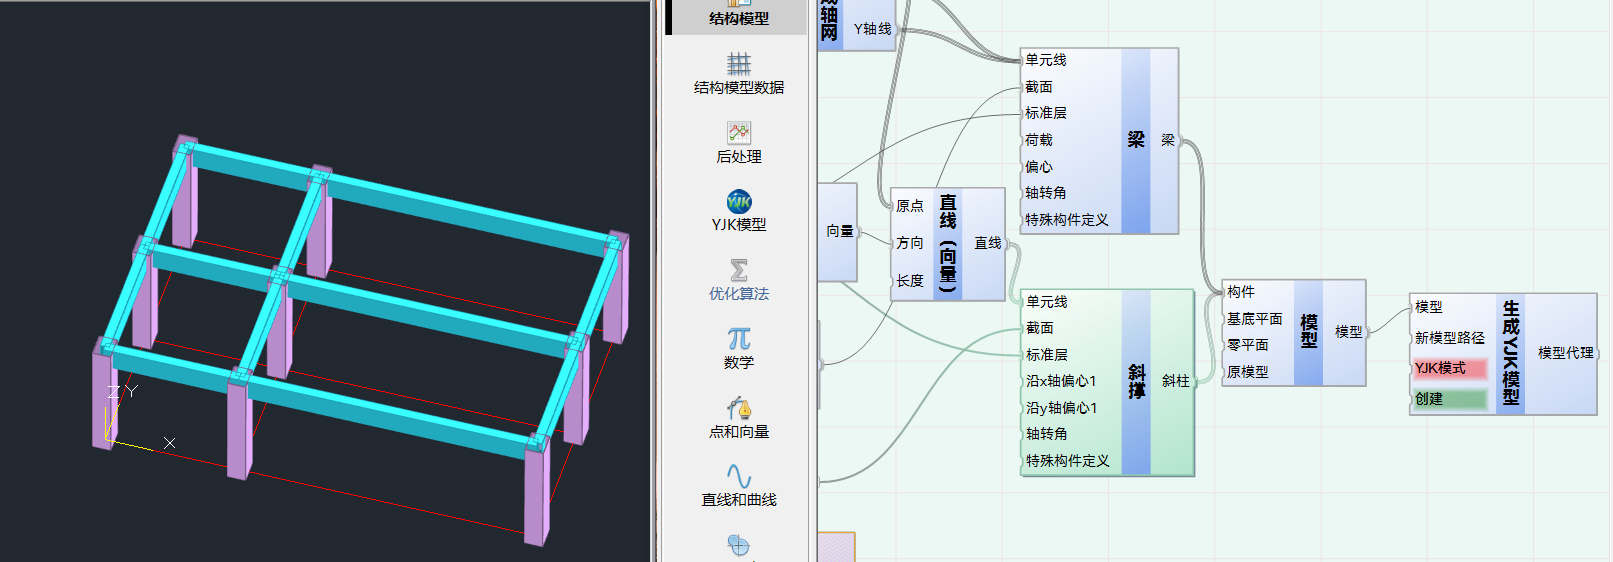 Z Y
X
结构模型
结构模型数据
后处理
YJK
YJK模型
优化算法
数学
点和向量
直线和曲线
轴网
Y轴线
向量
原点
方向
长度
直线（向量）
直线
单元线
截面
标准层
荷载
偏心
轴转角
特殊构件定义
梁
梁
单元线
截面
标准层
沿x轴偏心1
沿y轴偏心1
轴转角
特殊构件定义
斜撑
斜柱
构件
基底平面
零平面
原模型
模型
模型
模型
新模型路径
YJK模式
创建
生成YJK模型
模型代理